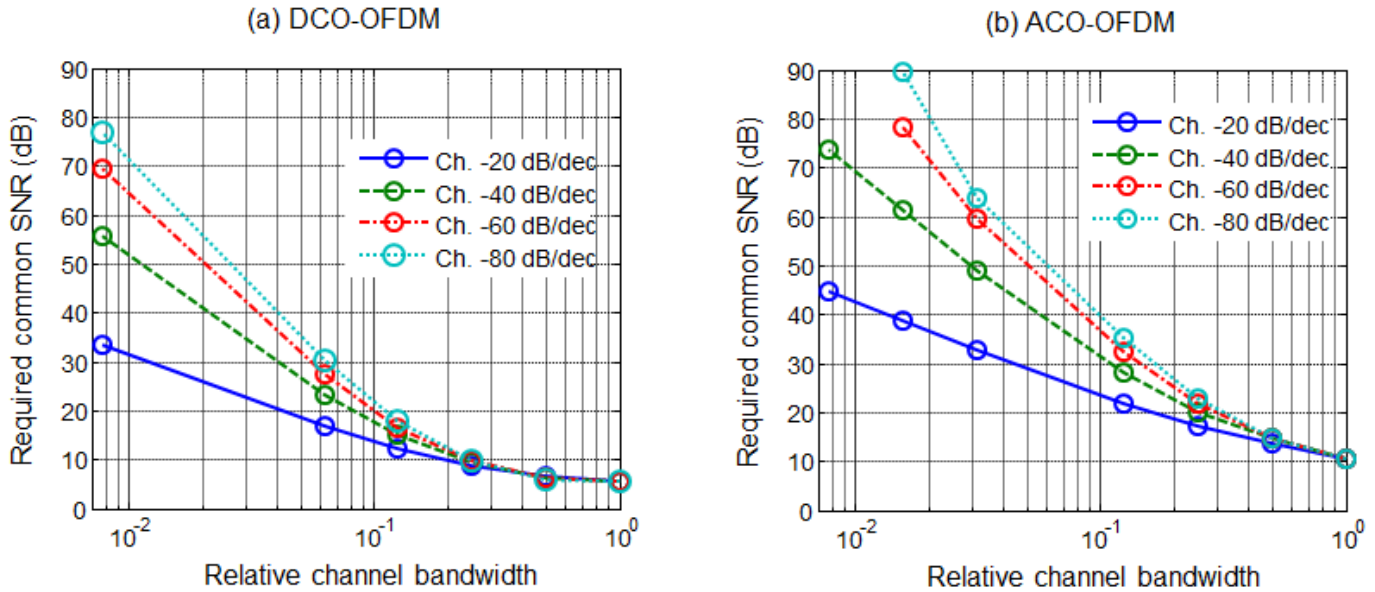 (a) DCO-OFDM
Required common SNR (dB)
90
80
70
60
50
40
30
20
10
0
Ch. -20 dB/dec
Ch. -40 dB/dec
Ch. -60 dB/dec
Ch. -80 dB/dec
10^-2
10^-1
10^0
Relative channel bandwidth
(b) ACO-OFDM
Required common SNR (dB)
90
80
70
60
50
40
30
20
10
0
Ch. -20 dB/dec
Ch. -40 dB/dec
Ch. -60 dB/dec
Ch. -80 dB/dec
10^-2
10^-1
10^0
Relative channel bandwidth